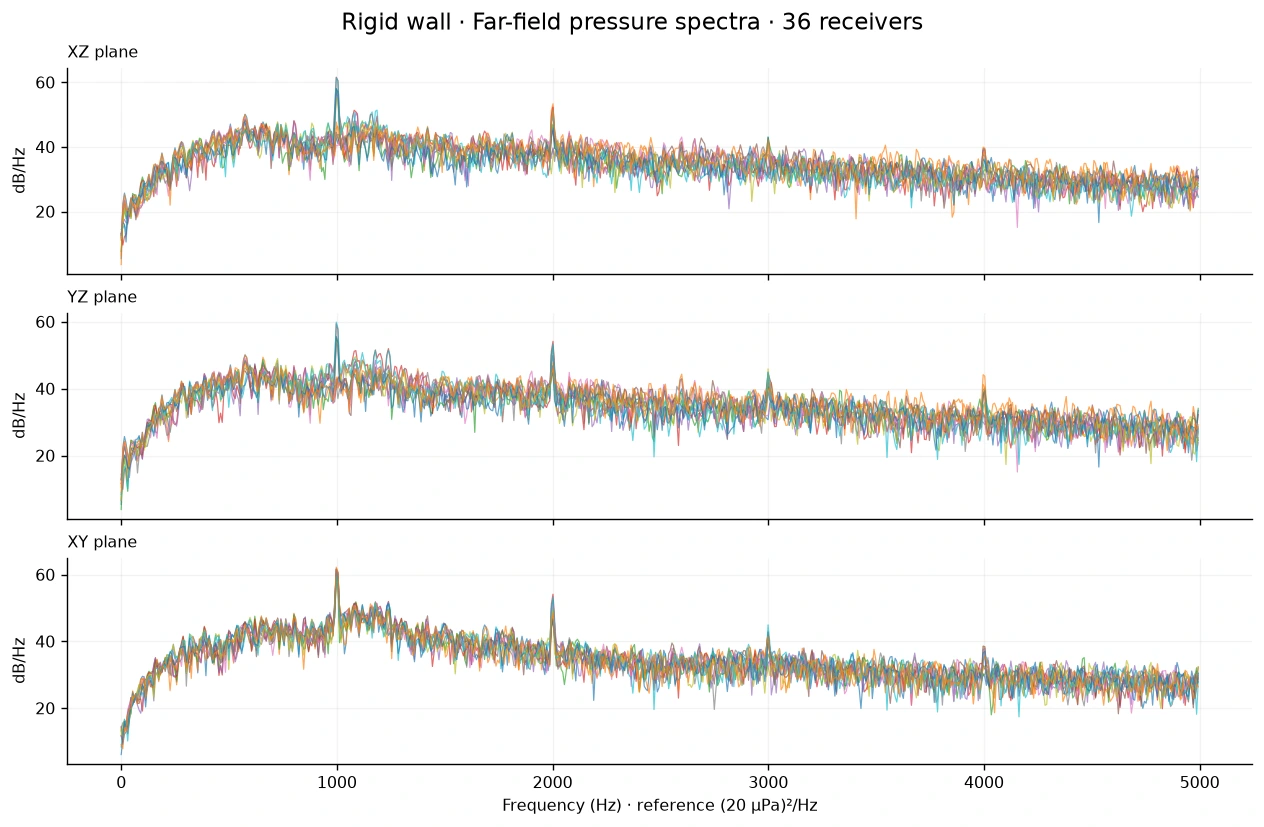 Rigid wall · Far-field pressure spectra · 36 receivers
XZ plane
60
40
20
dB/Hz
YZ plane
60
40
20
dB/Hz
XY plane
60
40
20
dB/Hz
0 1000 2000 3000 4000 5000
Frequency (Hz) · reference (20 µPa)²/Hz